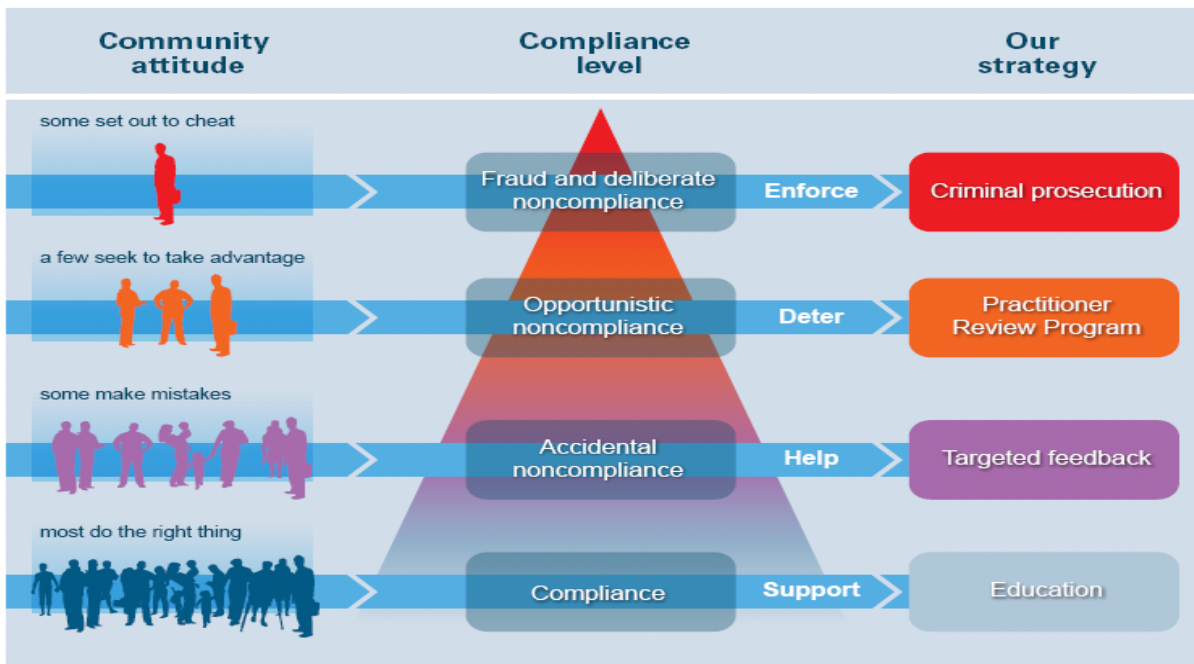 Community
attitude
Compliance
level
Our
strategy
some set out to cheat
Fraud and deliberate
noncompliance
Enforce
Criminal prosecution
a few seek to take advantage
Opportunistic
noncompliance
Deter
Practitioner
Review Program
some make mistakes
Accidental
noncompliance
Help
Targeted feedback
most do the right thing
Compliance
Support
Education